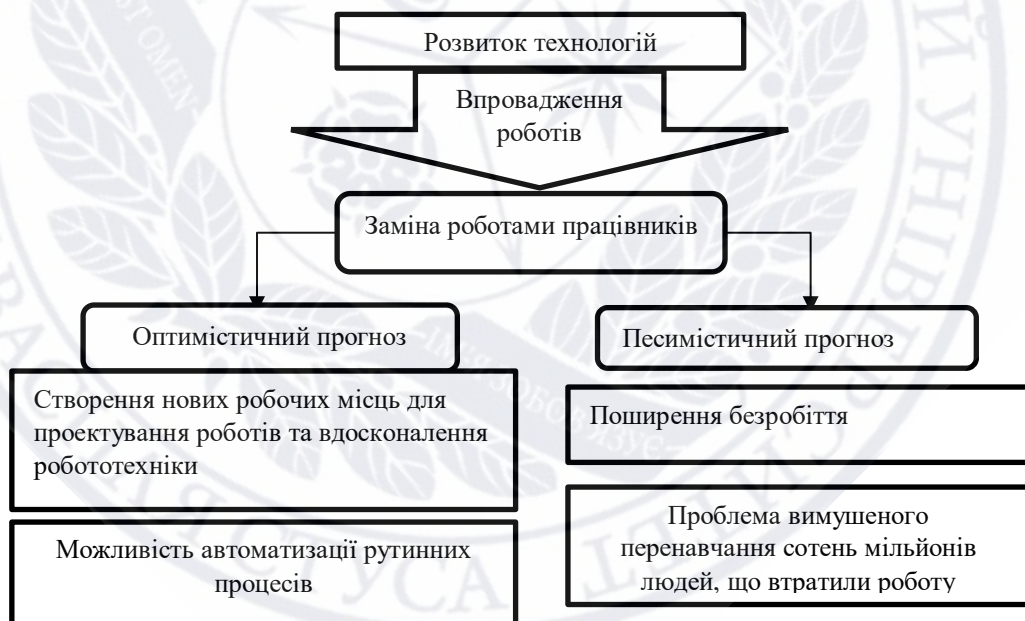 Розвиток технологій
Впровадження
роботів
Заміна роботами працівників
Оптимістичний прогноз
Створення нових робочих місць для
проектування роботів та вдосконалення
робототехніки
Можливість автоматизації рутинних
процесів
Песимістичний прогноз
Поширення безробіття
Проблема вимушеного
перенавчання сотень мільйонів
людей, що втратили роботу